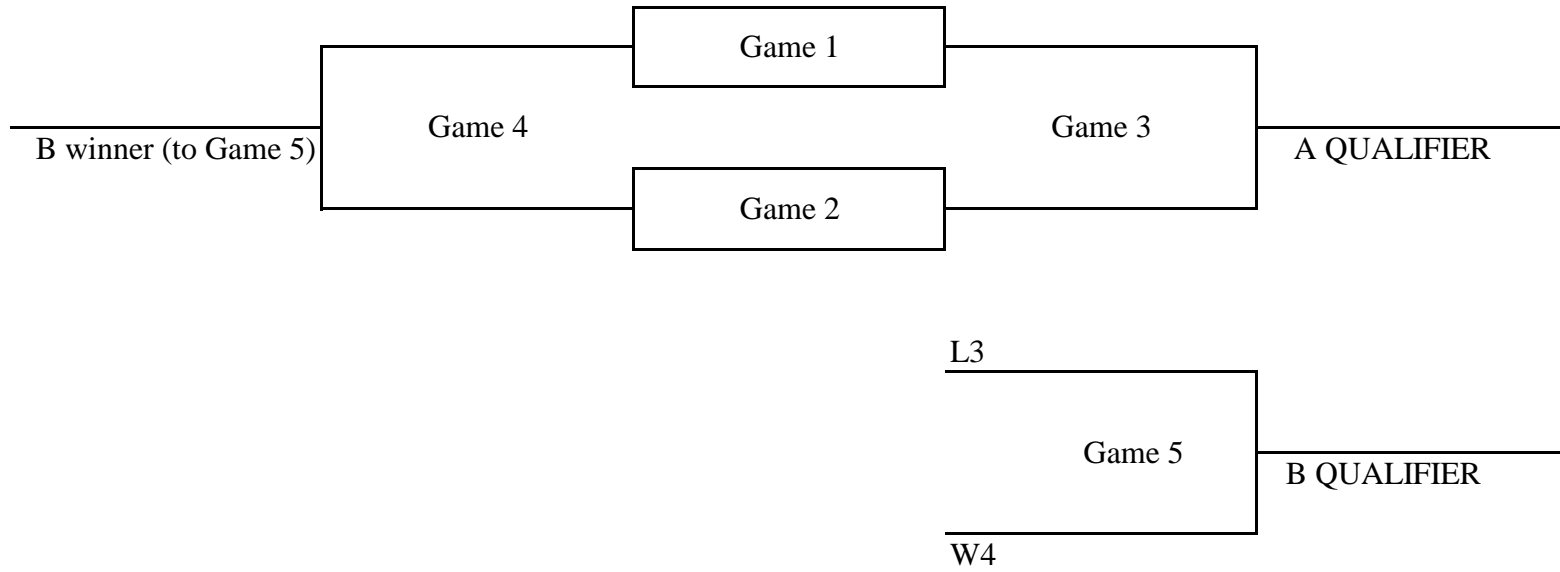 Game 1
Game 4
Game 3
B winner (to Game 5)
A QUALIFIER
Game 2
L3
Game 5
B QUALIFIER
W4